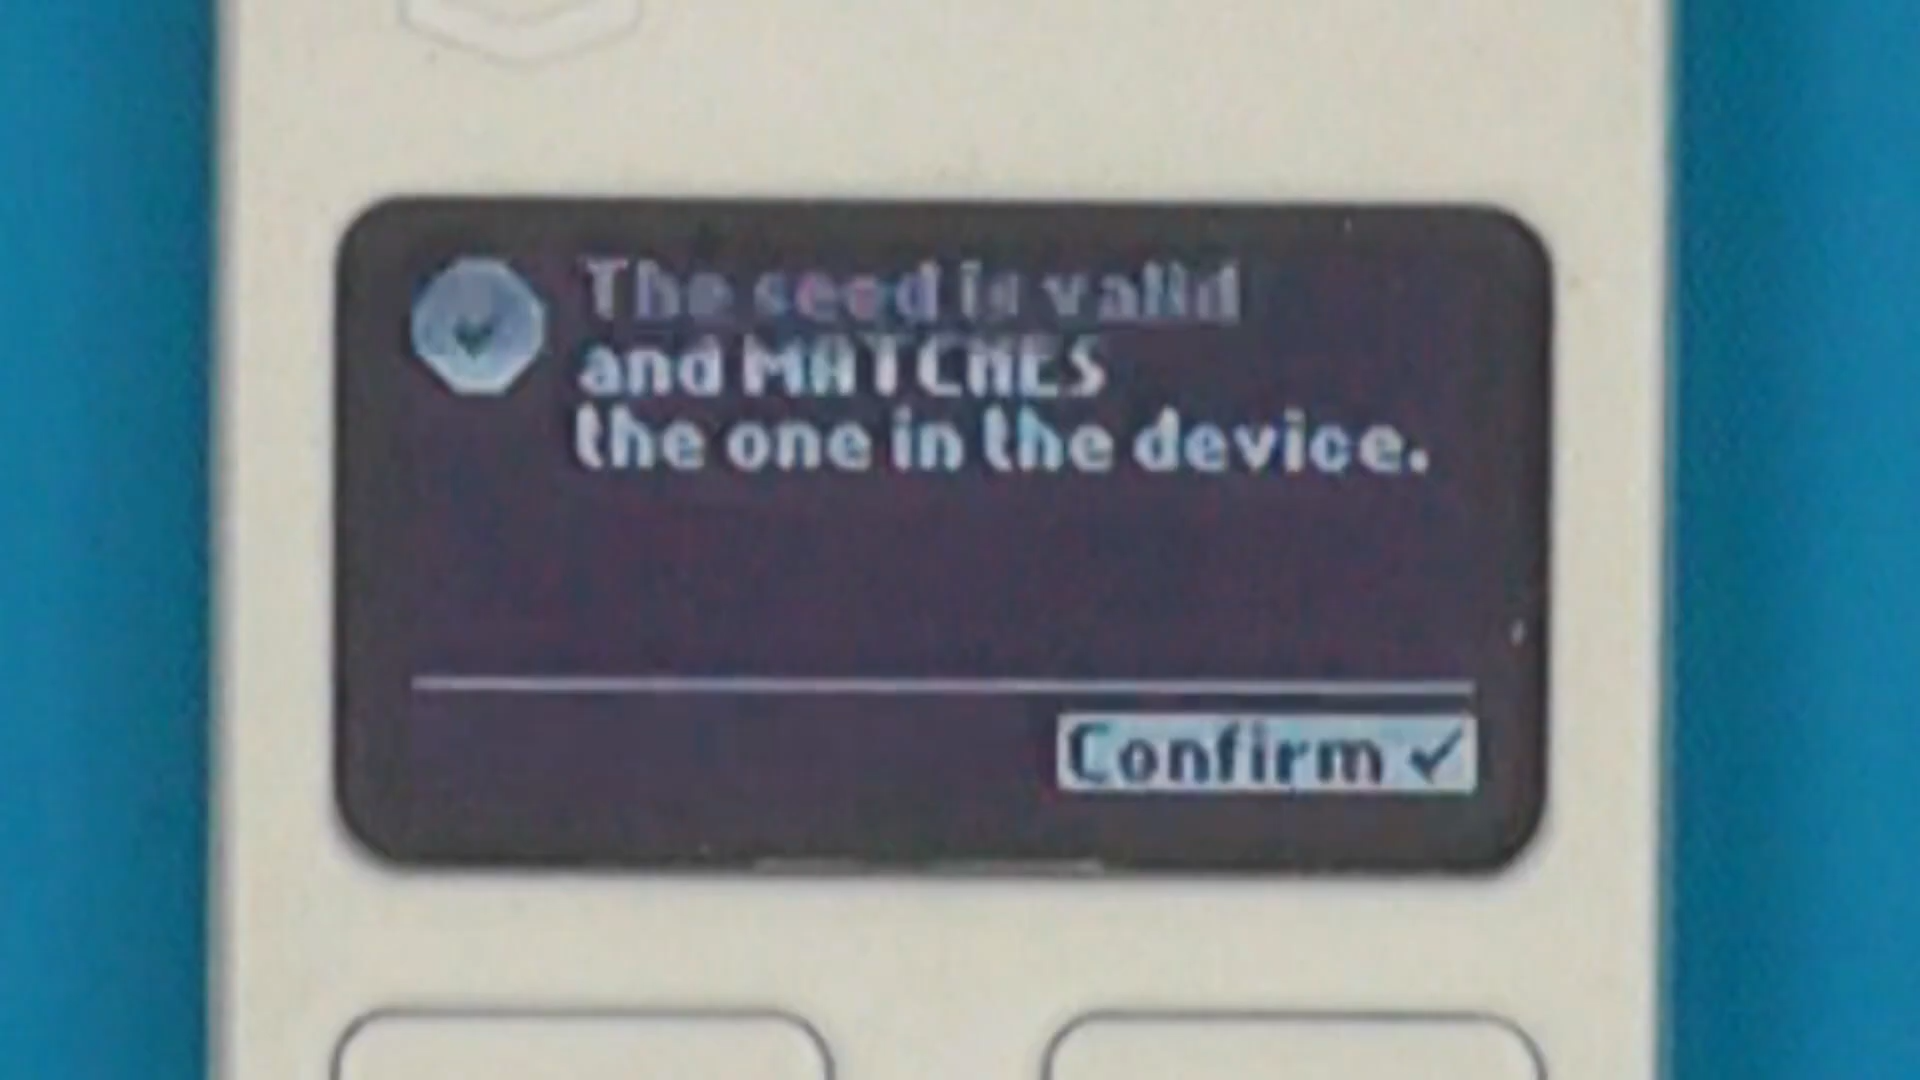 The seed is valid
and MATCHES
the one in the device.
Confirm ✓